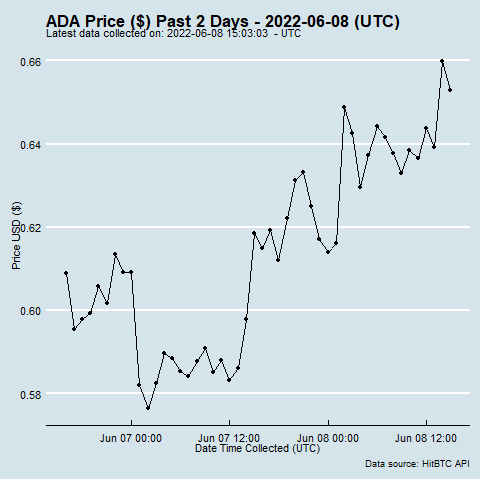 ADA Price ($) Past 2 Days - 2022-06-08 (UTC)
Latest data collected on: 2022-06-08 15:03:03  - UTC
0.66
0.64
0.62
0.60
0.58
Price USD ($)
Jun 07 00:00
Jun 07 12:00
Jun 08 00:00
Jun 08 12:00
Date Time Collected (UTC)
Data source: HitBTC API